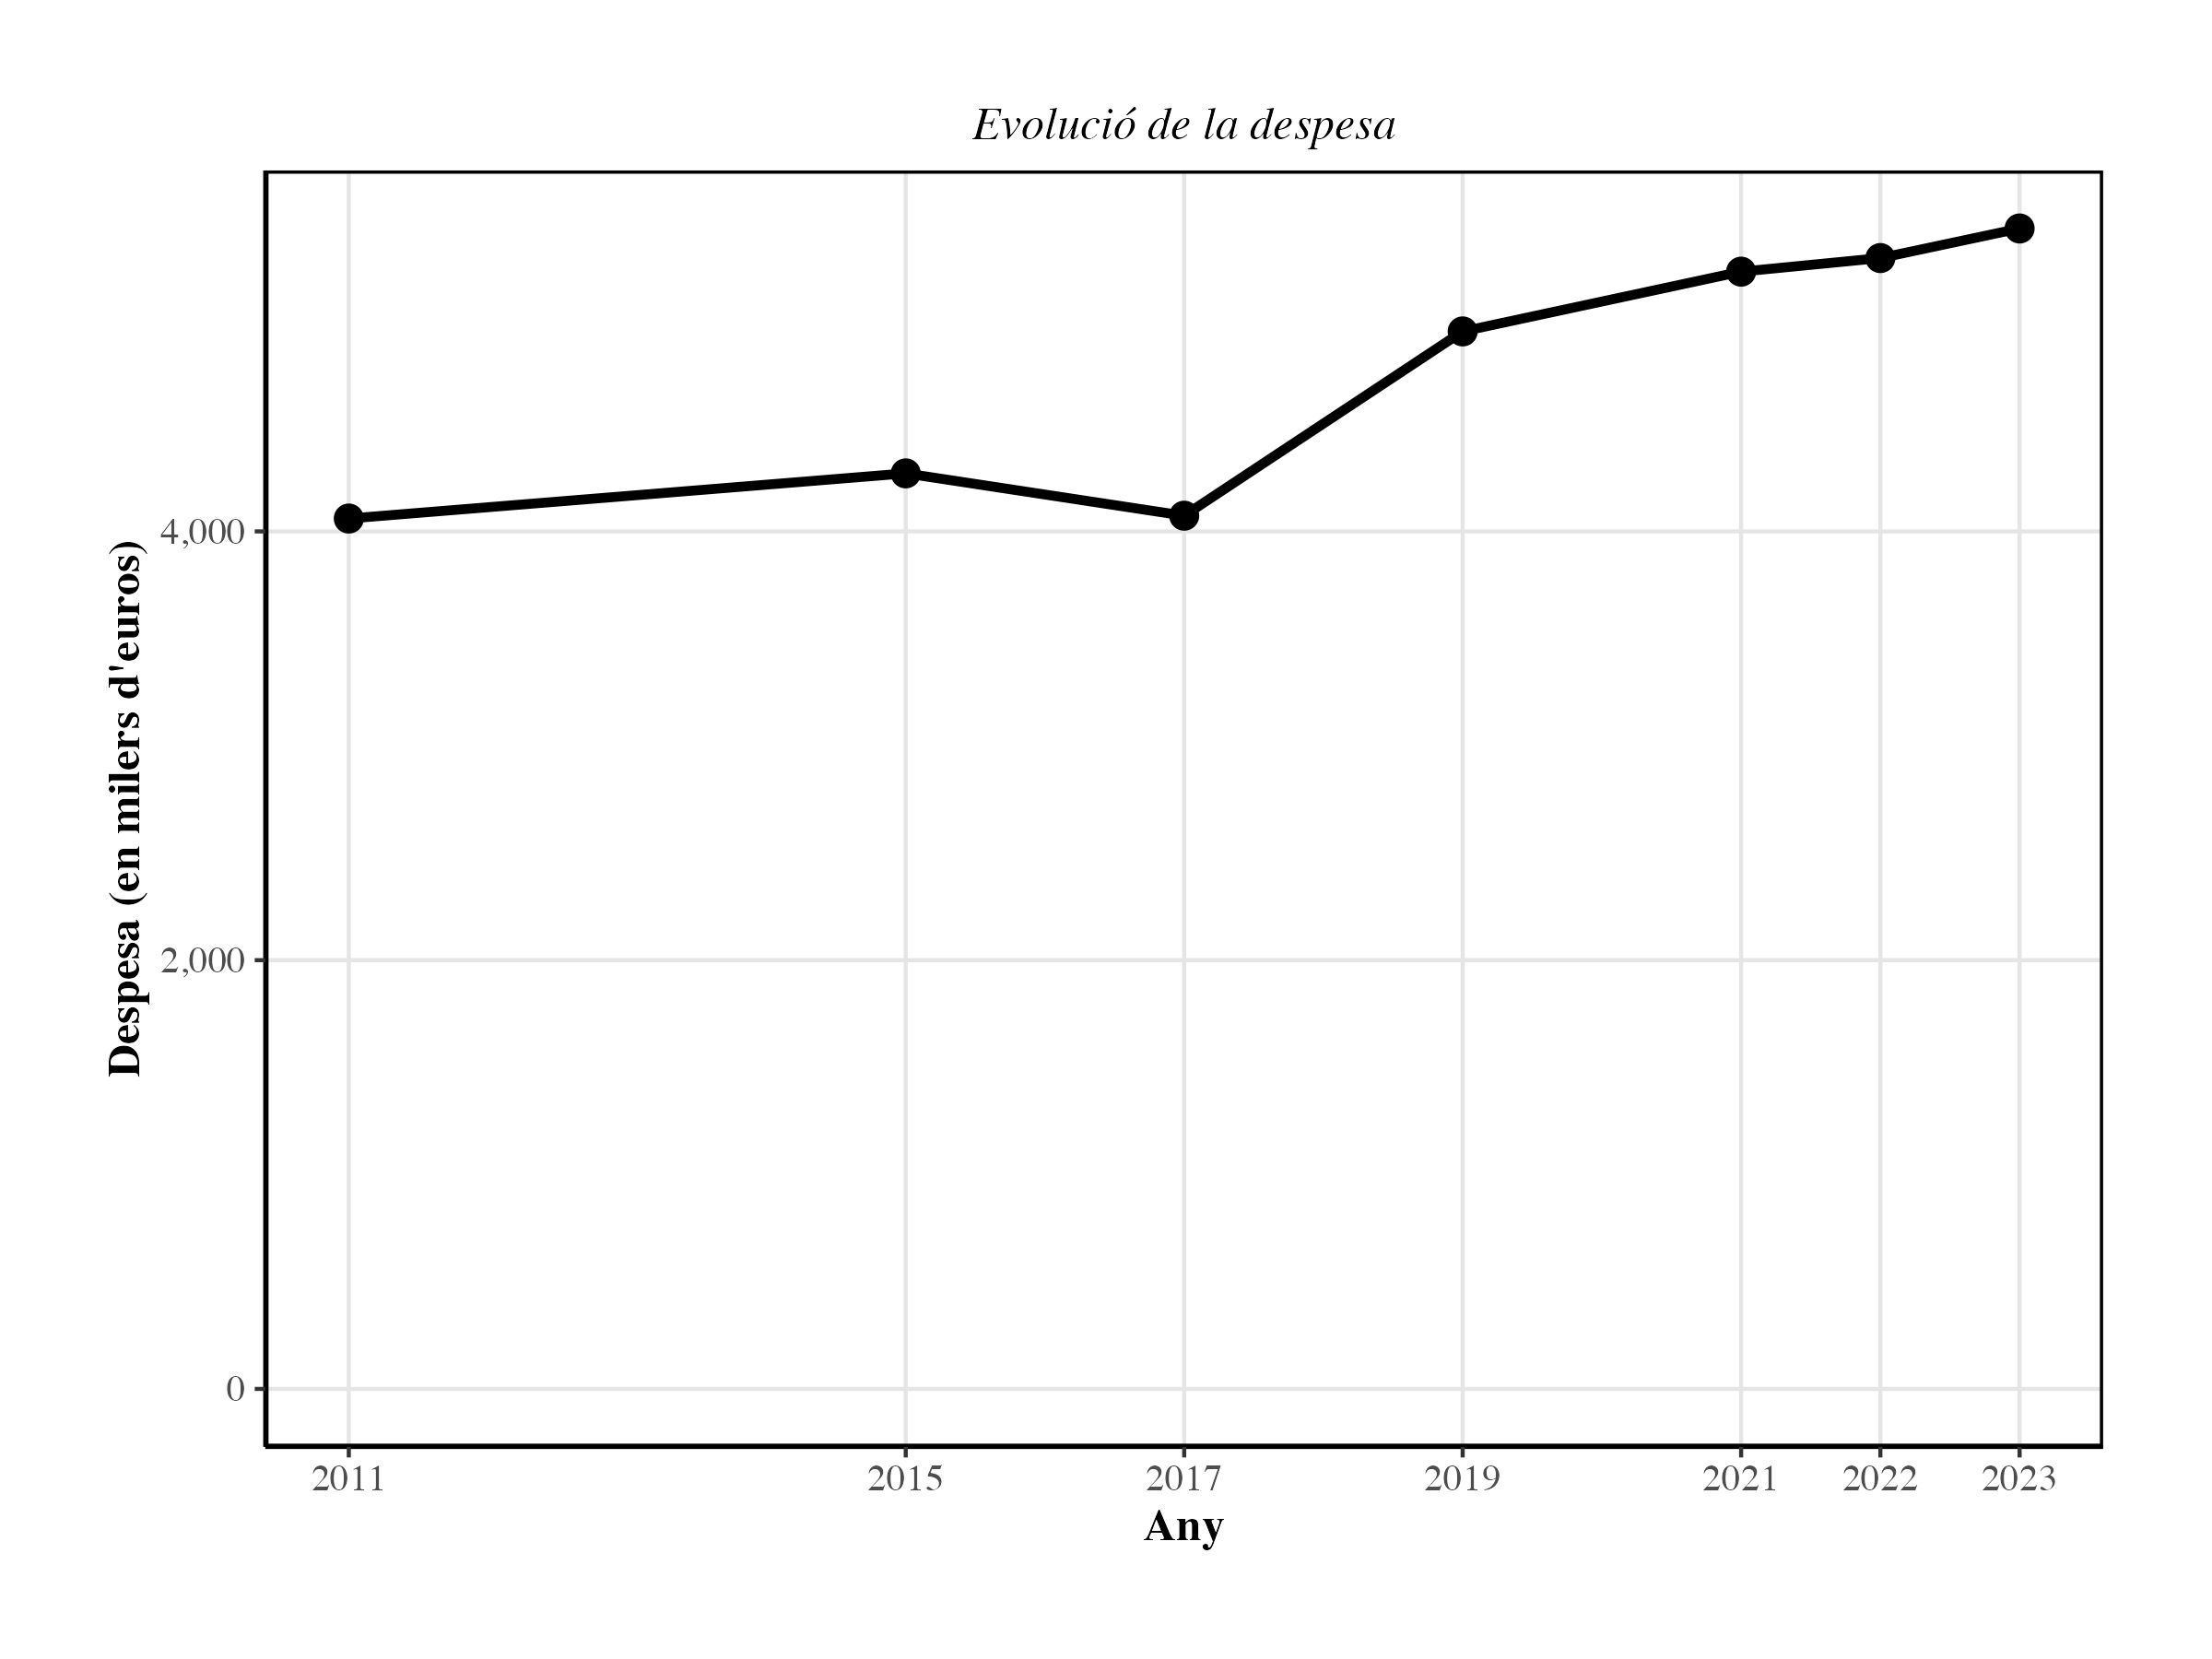 Evolució de la despesa
Despesa (en milers d'euros)
4,000
2,000
0
2011 2015 2017 2019 2021 2022 2023
Any